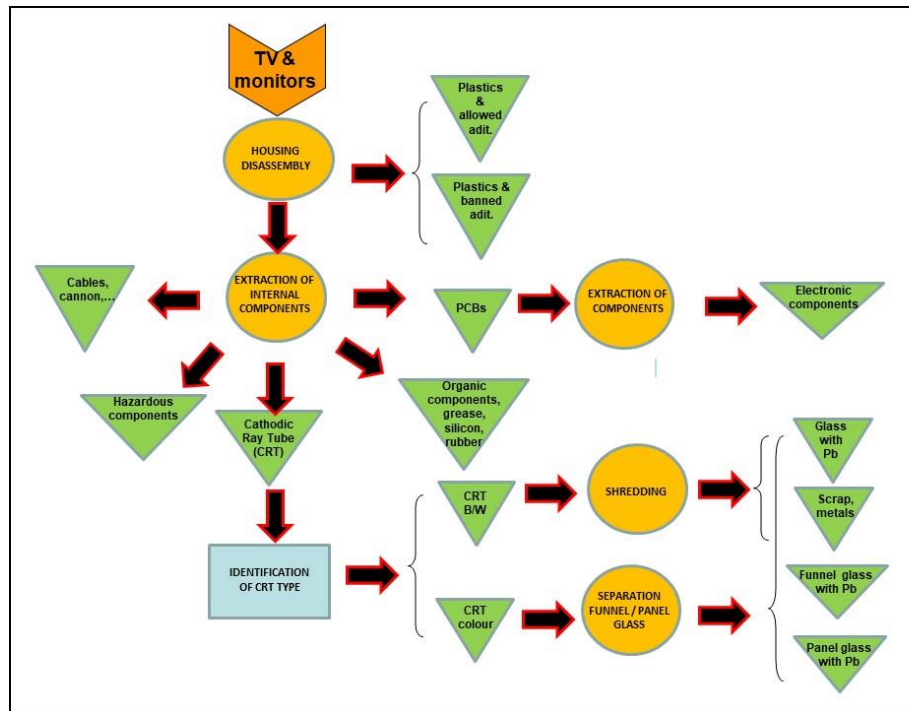 TV &
monitors
HOUSING
DISASSEMBLY
Plastics
&
allowed
adit.
Plastics &
banned
adit.
EXTRACTION OF
INTERNAL
COMPONENTS
Cables,
cannon,...
PCBs
EXTRACTION OF
COMPONENTS
Electronic
components
Hazardous
components
Cathodic
Ray Tube
(CRT)
Organic
components,
grease,
silicon,
rubber
IDENTIFICATION
OF CRT TYPE
CRT
B/W
SHREDDING
Glass
with
Pb
Scrap,
metals
CRT
colour
SEPARATION
FUNNEL / PANEL
GLASS
Funnel glass
with Pb
Panel glass
with Pb